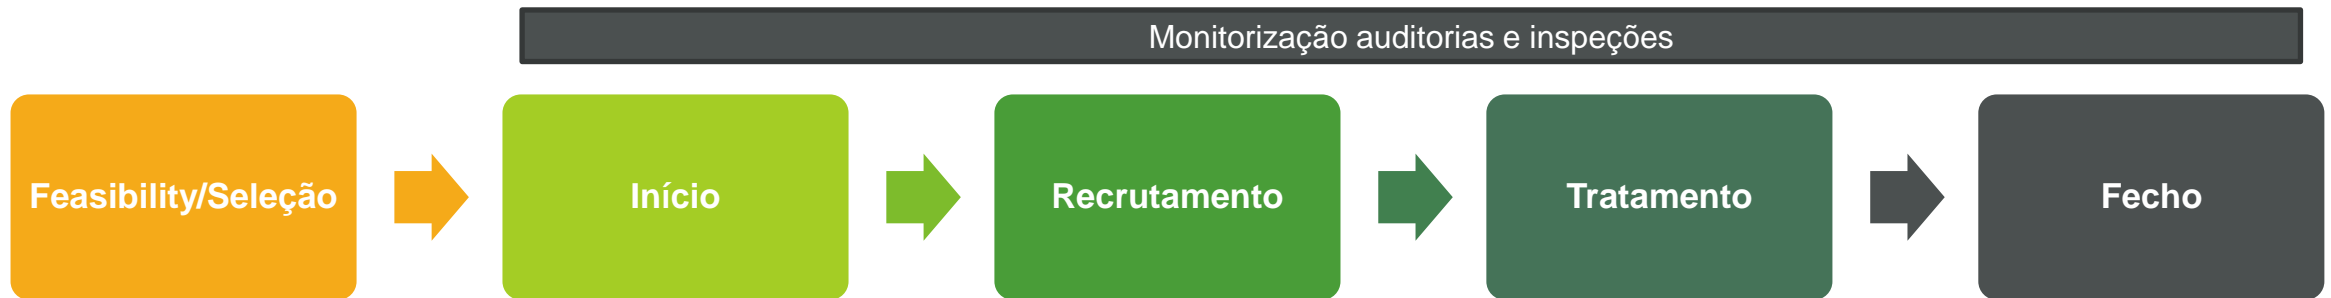 Monitorização auditorias e inspeções
Feasibility/Seleção
Início
Recrutamento
Tratamento
Fecho